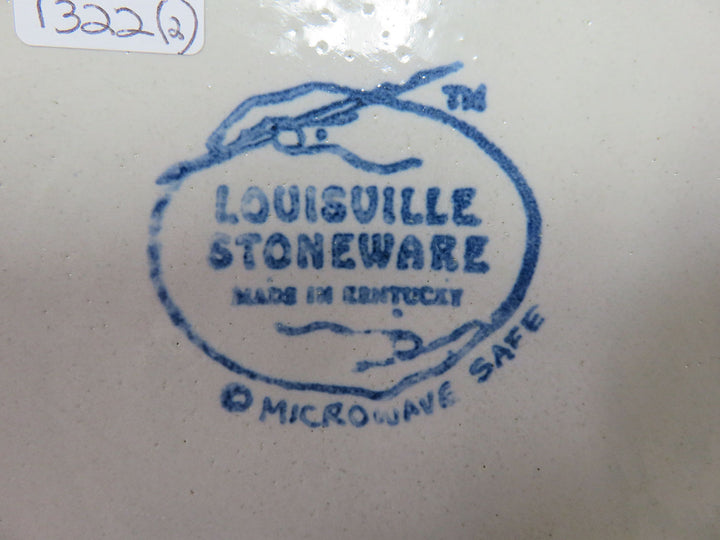 1322(2)
TM
LOUISVILLE
STONEWARE
MADE IN KENTUCKY
© MICROWAVE SAFE